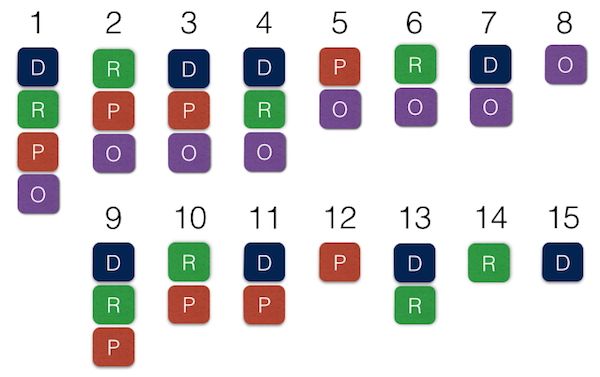 1 2 3 4 5 6 7 8
D R D D P R D O
R P P R O O O
P O O O
O
9 10 11 12 13 14 15
D R D P D R D
R P P R
P